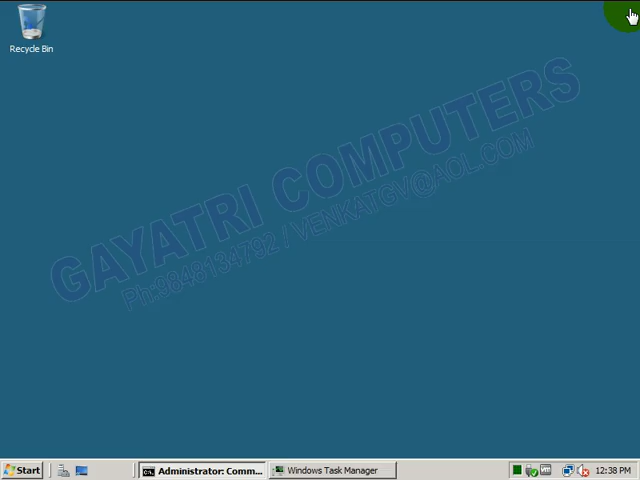 Recycle Bin
GAYATRI COMPUTERS
Ph:9848134792 / VENKATGV@AOL.COM
Start
Administrator: Comm...
Windows Task Manager
12:38 PM